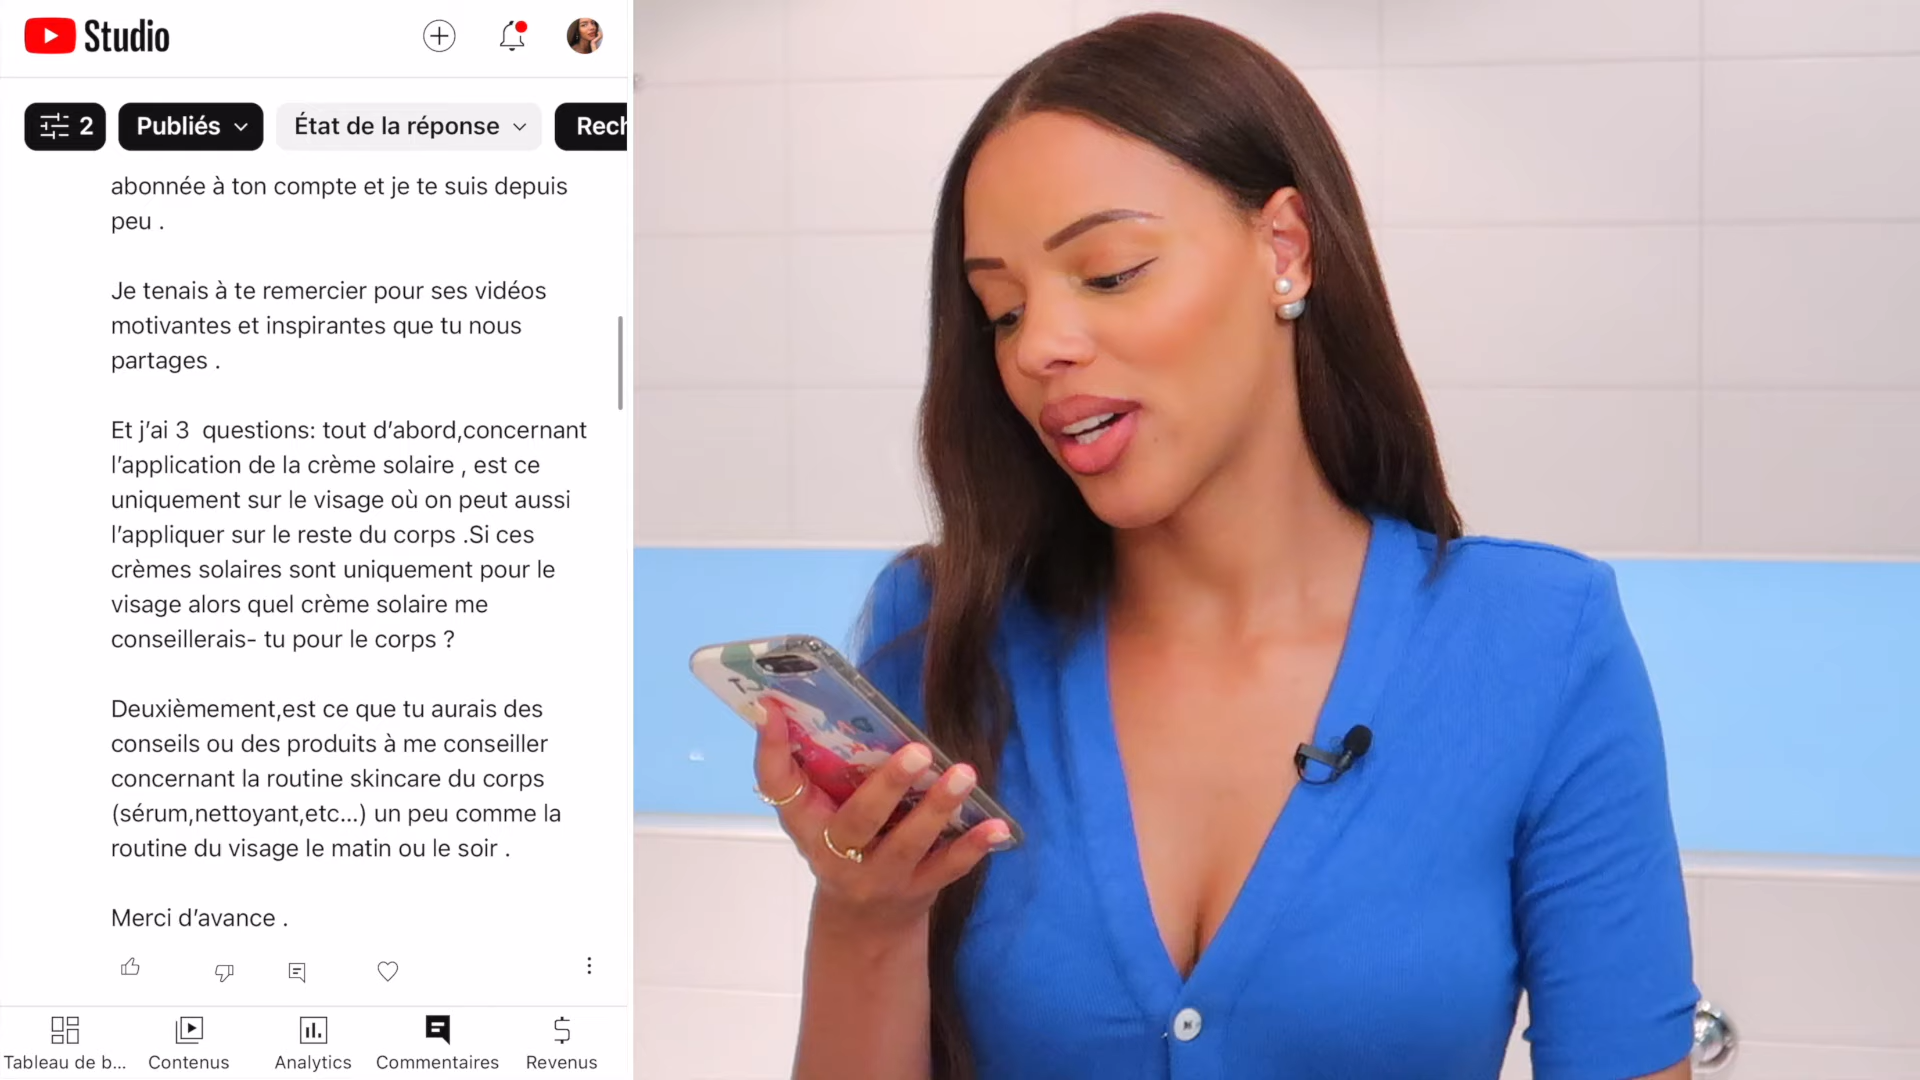 Studio
2
Publiés
État de la réponse
Rech
abonnée à ton compte et je te suis depuis
peu .
Je tenais à te remercier pour ses vidéos
motivantes et inspirantes que tu nous
partages .
Et j’ai 3  questions: tout d’abord,concernant
l’application de la crème solaire , est ce
uniquement sur le visage où on peut aussi
l’appliquer sur le reste du corps .Si ces
crèmes solaires sont uniquement pour le
visage alors quel crème solaire me
conseillerais- tu pour le corps ?
Deuxièmement,est ce que tu aurais des
conseils ou des produits à me conseiller
concernant la routine skincare du corps
(sérum,nettoyant,etc...) un peu comme la
routine du visage le matin ou le soir .
Merci d’avance .
Tableau de b...
Contenus
Analytics
Commentaires
Revenus